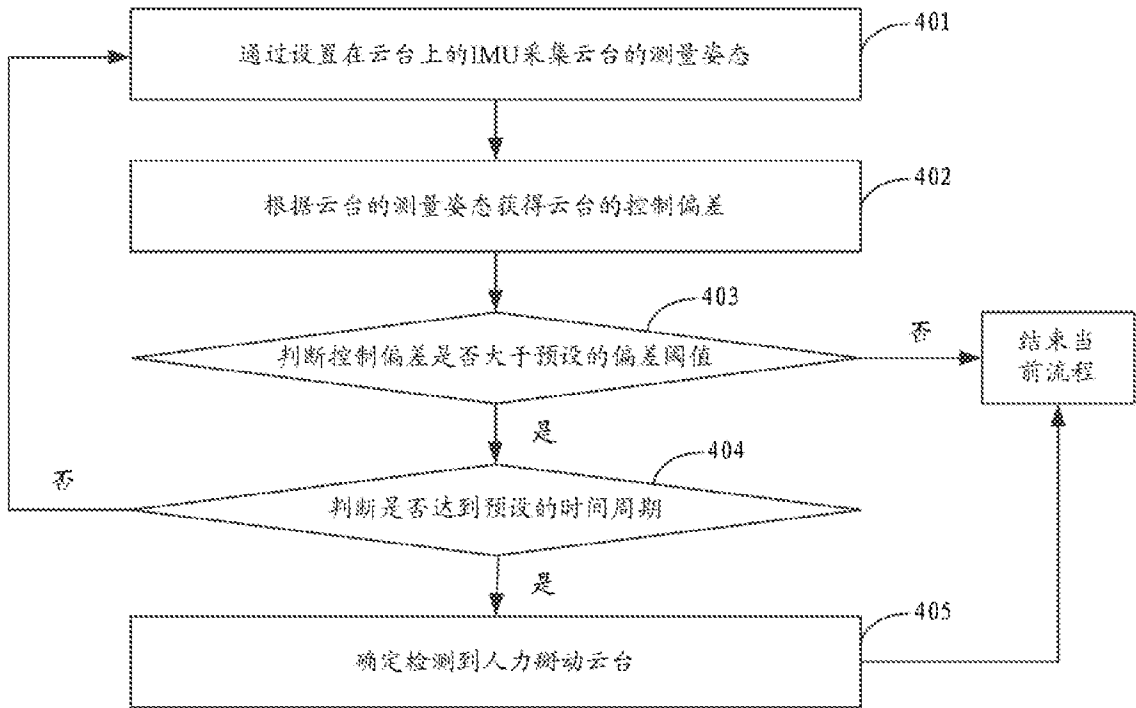 401
通过设置在云台上的IMU采集云台的测量姿态
402
根据云台的测量姿态获得云台的控制偏差
403
判断控制偏差是否大于预设的偏差阈值
否
结束当
前流程
是
404
否
判断是否达到预设的时间周期
是
405
确定检测到人力掰动云台